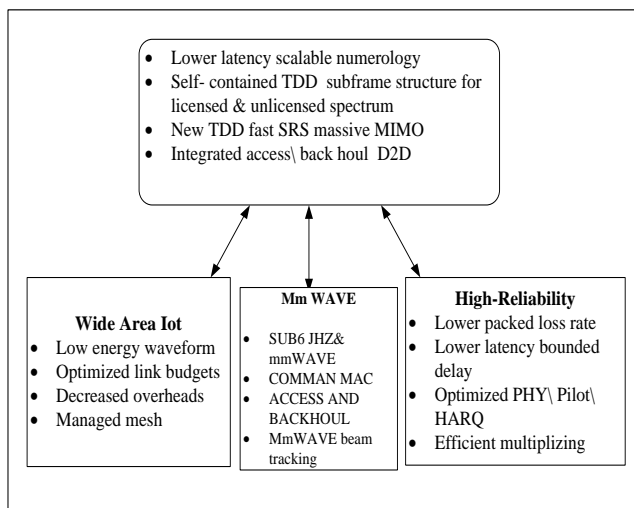 • Lower latency scalable numerology
• Self- contained TDD subframe structure for
licensed & unlicensed spectrum
• New TDD fast SRS massive MIMO
• Integrated access\ back houl D2D
Wide Area Iot
• Low energy waveform
• Optimized link budgets
• Decreased overheads
• Managed mesh
Mm WAVE
• SUB6 JHZ&
mmWAVE
• COMMAN MAC
• ACCESS AND
BACKHOUL
• MmWAVE beam
tracking
High-Reliability
• Lower packed loss rate
• Lower latency bounded
delay
• Optimized PHY\ Pilot\
HARQ
• Efficient multiplizing